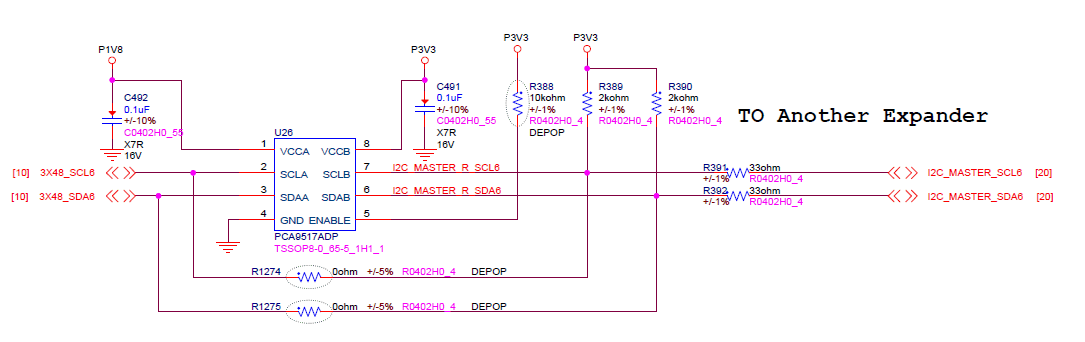 P1V8
P3V3
P3V3
P3V3
C492
0.1uF
+/-10%
C0402H0_55
X7R
16V
C491
0.1uF
+/-10%
C0402H0_55
X7R
16V
R388
10kohm
+/-1%
R0402H0_4
DEPOP
R389
2kohm
+/-1%
R0402H0_4
R390
2kohm
+/-1%
R0402H0_4
TO Another Expander
U26
1 VCCA VCCB 8
2 SCLA SCLB 7
3 SDAA SDAB 6
4 GND ENABLE 5
PCA9517ADP
TSSOP8-0_65-5_1H1_1
[10] 3X48_SCL6
[10] 3X48_SDA6
I2C_MASTER_R_SCL6
I2C_MASTER_R_SDA6
R391 33ohm
+/-1% R0402H0_4
R392 33ohm
+/-1% R0402H0_4
I2C_MASTER_SCL6 [20]
I2C_MASTER_SDA6 [20]
R1274 0ohm +/-5% R0402H0_4 DEPOP
R1275 0ohm +/-5% R0402H0_4 DEPOP